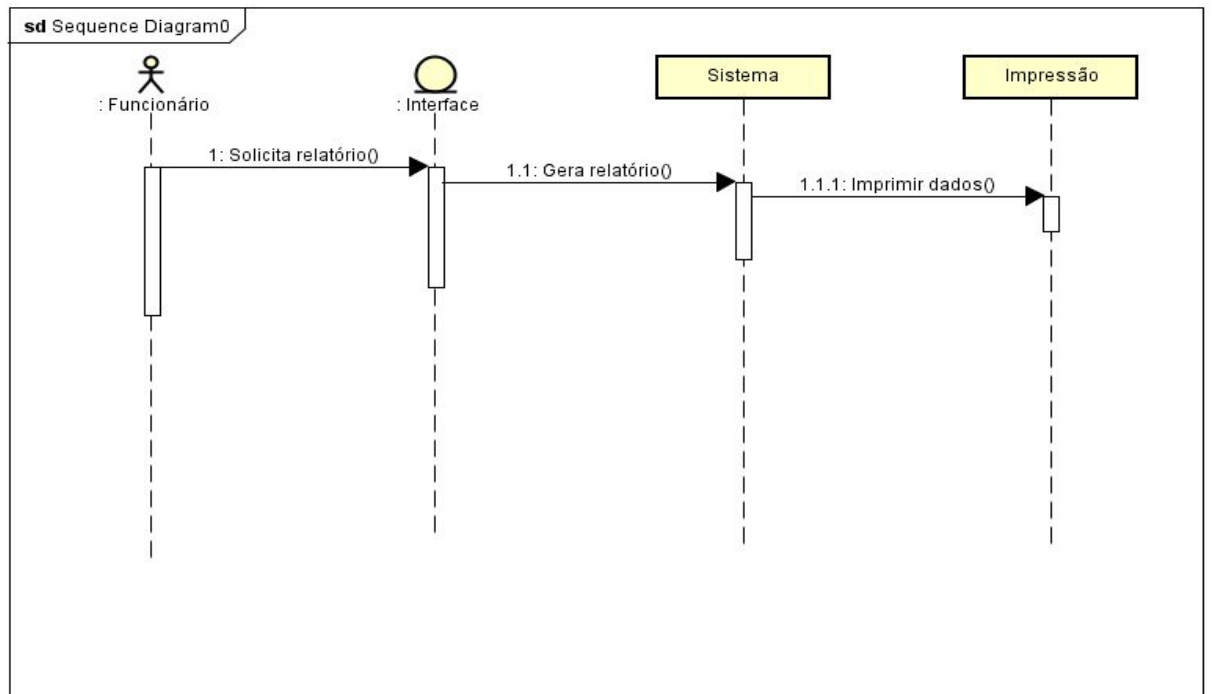 sd Sequence Diagram0
: Funcionário
: Interface
Sistema
Impressão
1: Solicita relatório()
1.1: Gera relatório()
1.1.1: Imprimir dados()